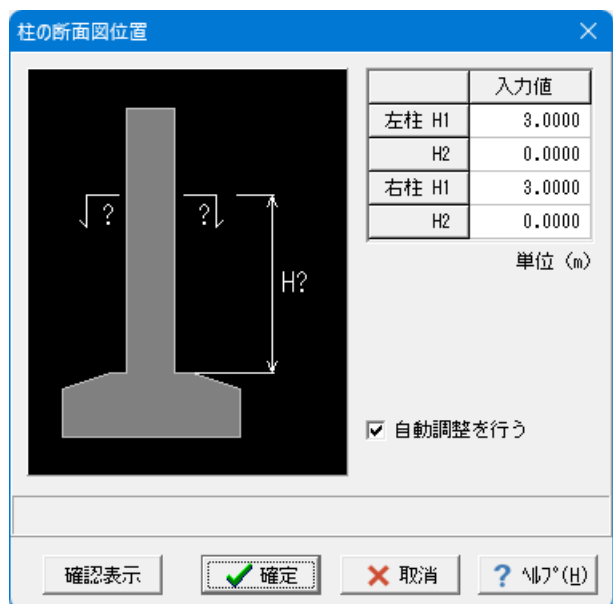 柱の断面図位置
入力値
左柱 H1 3.0000
H2 0.0000
右柱 H1 3.0000
H2 0.0000
単位 (m)
? ?
H?
自動調整を行う
確認表示 確定 取消 ? ﾍﾙﾌﾟ(H)